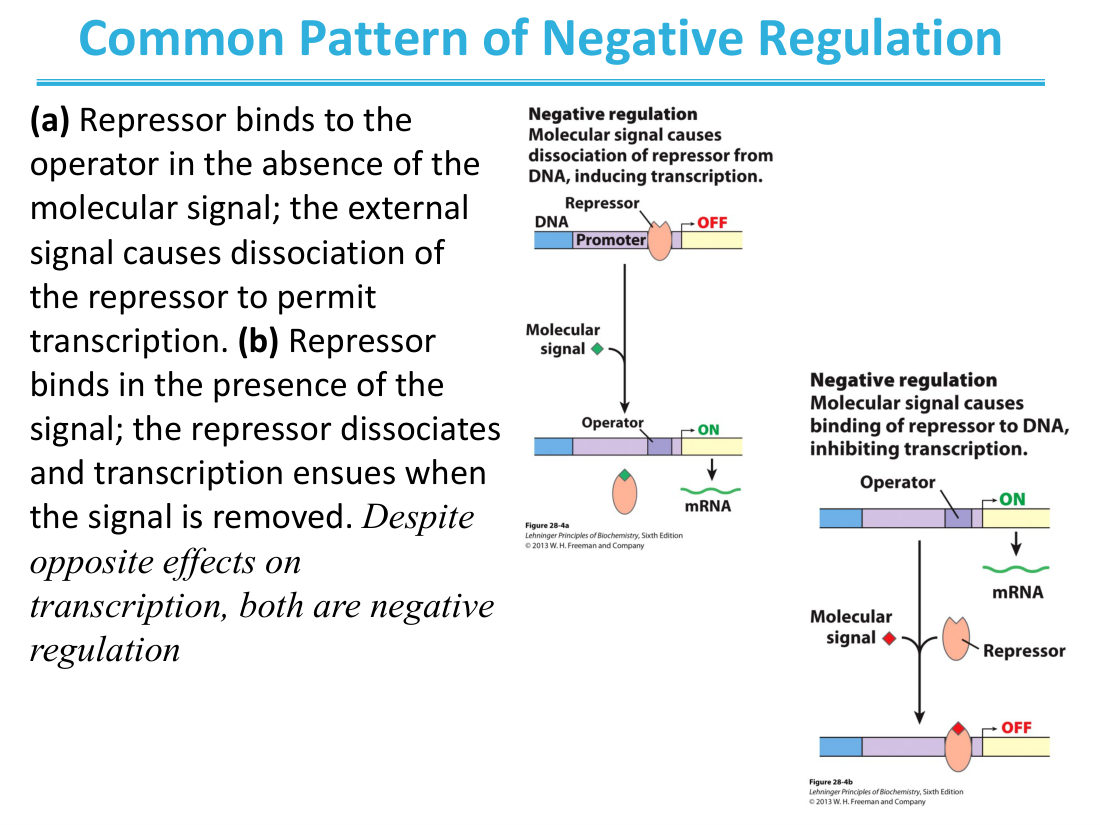 Common Pattern of Negative Regulation
(a) Repressor binds to the
operator in the absence of the
molecular signal; the external
signal causes dissociation of
the repressor to permit
transcription. (b) Repressor
binds in the presence of the
signal; the repressor dissociates
and transcription ensues when
the signal is removed. Despite
opposite effects on
transcription, both are negative
regulation
Negative regulation
Molecular signal causes
dissociation of repressor from
DNA, inducing transcription.
Repressor
DNA
OFF
Promoter
Molecular
signal
Operator
ON
mRNA
Figure 28-4a
Lehninger Principles of Biochemistry, Sixth Edition
© 2013 W. H. Freeman and Company
Negative regulation
Molecular signal causes
binding of repressor to DNA,
inhibiting transcription.
Operator
ON
mRNA
Molecular
signal
Repressor
OFF
Figure 28-4b
Lehninger Principles of Biochemistry, Sixth Edition
© 2013 W. H. Freeman and Company